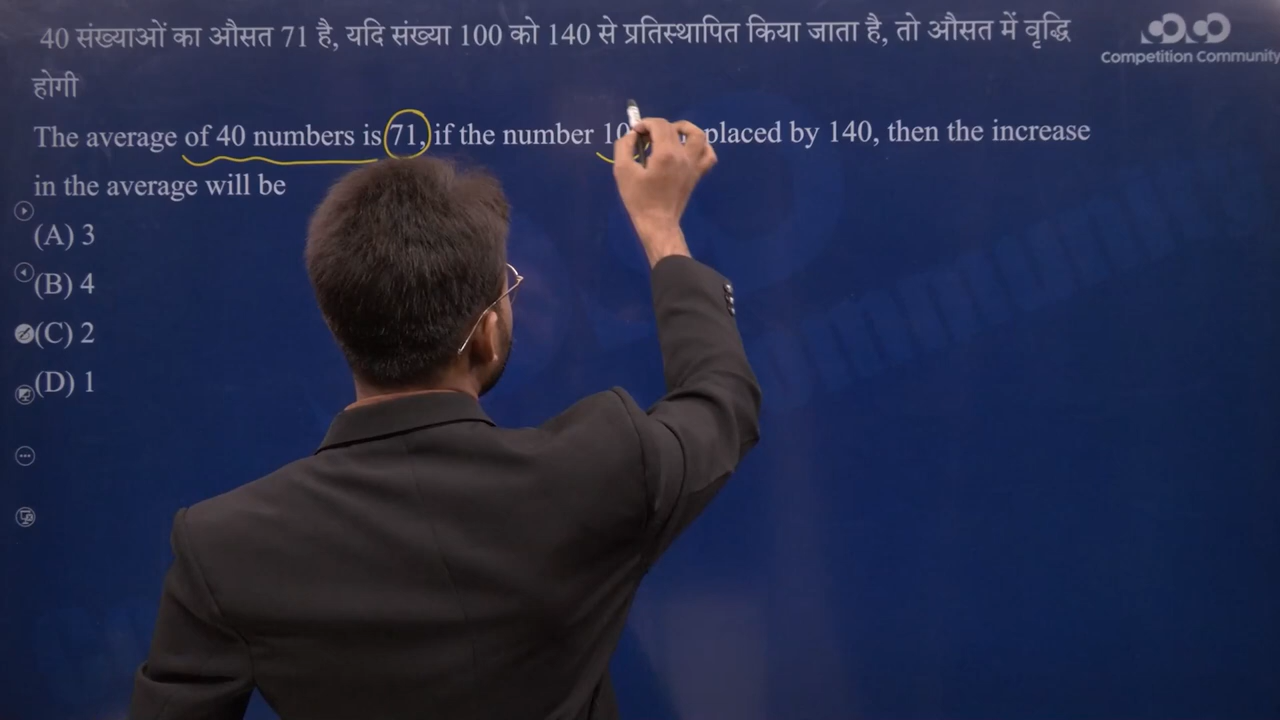 40 संख्याओं का औसत 71 है, यदि संख्या 100 को 140 से प्रतिस्थापित किया जाता है, तो औसत में वृद्धि
होगी
Competition Community
The average of 40 numbers is 71, if the number 10 placed by 140, then the increase
in the average will be
(A) 3
(B) 4
(C) 2
(D) 1